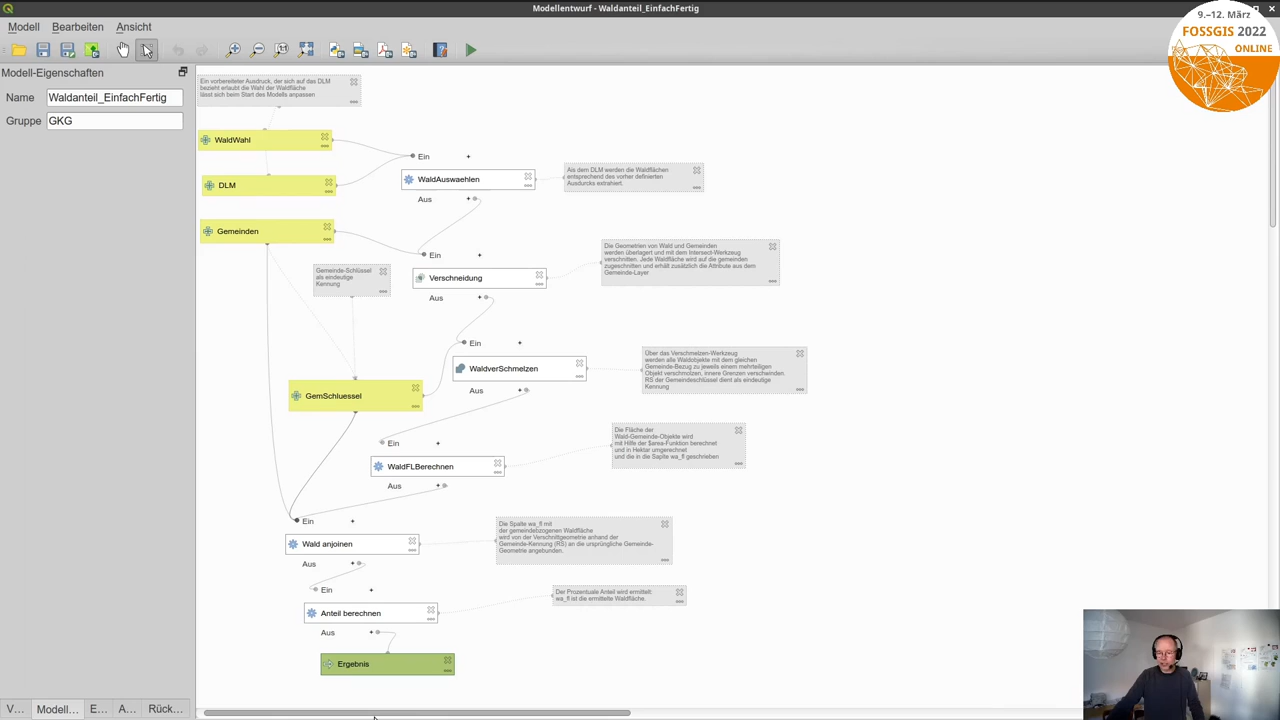 Modellentwurf - Waldanteil_EinfachFertig
Modell Bearbeiten Ansicht
9.–12. März
FOSSGIS 2022
ONLINE
Modell-Eigenschaften
Name Waldanteil_EinfachFertig
Gruppe GKG
Ein vorbereiteter Ausdruck, der sich auf das DLM
bezieht erlaubt die Wahl der Waldfläche
lässt sich beim Start des Modells anpassen
WaldWahl
DLM
Gemeinden
Ein
WaldAuswaehlen
Aus
Als dem DLM werden die Waldflächen
entsprechend des vorher definierten
Ausdurcks extrahiert.
Ein
Verschneidung
Aus
Die Geometrien von Wald und Gemeinden
werden überlagert und mit dem Intersect-Werkzeug
verschnitten. Jede Waldfläche wird auf die gemeinden
zugeschnitten und erhält zusätzlich die Attribute aus dem
Gemeinde-Layer
Gemeinde-Schlüssel
als eindeutige
Kennung
Ein
WaldverSchmelzen
Aus
Über das Verschmelzen-Werkzeug
werden alle Waldobjekte mit dem gleichen
Gemeinde-Bezug zu jeweils einem mehrteiligen
Objekt verschmolzen, innere Grenzen verschwinden.
RS der Gemeindeschlüssel dient als eindeutige
Kennung
GemSchluessel
Ein
WaldFLBerechnen
Aus
Die Fläche der
Wald-Gemeinde-Objekte wird
mit Hilfe der $area-Funktion berechnet
und in Hektar umgerechnet
und die in die Saplte wa_fl geschrieben
Ein
Wald anjoinen
Aus
Die Spalte wa_fl mit
der gemeindebzogenen Waldfläche
wird von der Verschnittgeometrie anhand der
Gemeinde-Kennung (RS) an die ursprüngliche Gemeinde-
Geometrie angebunden.
Ein
Anteil berechnen
Aus
Der Prozentuale Anteil wird ermittelt.
wa_fl ist die ermittelte Waldfläche.
Ergebnis
V... Modell... E... A... Rück...